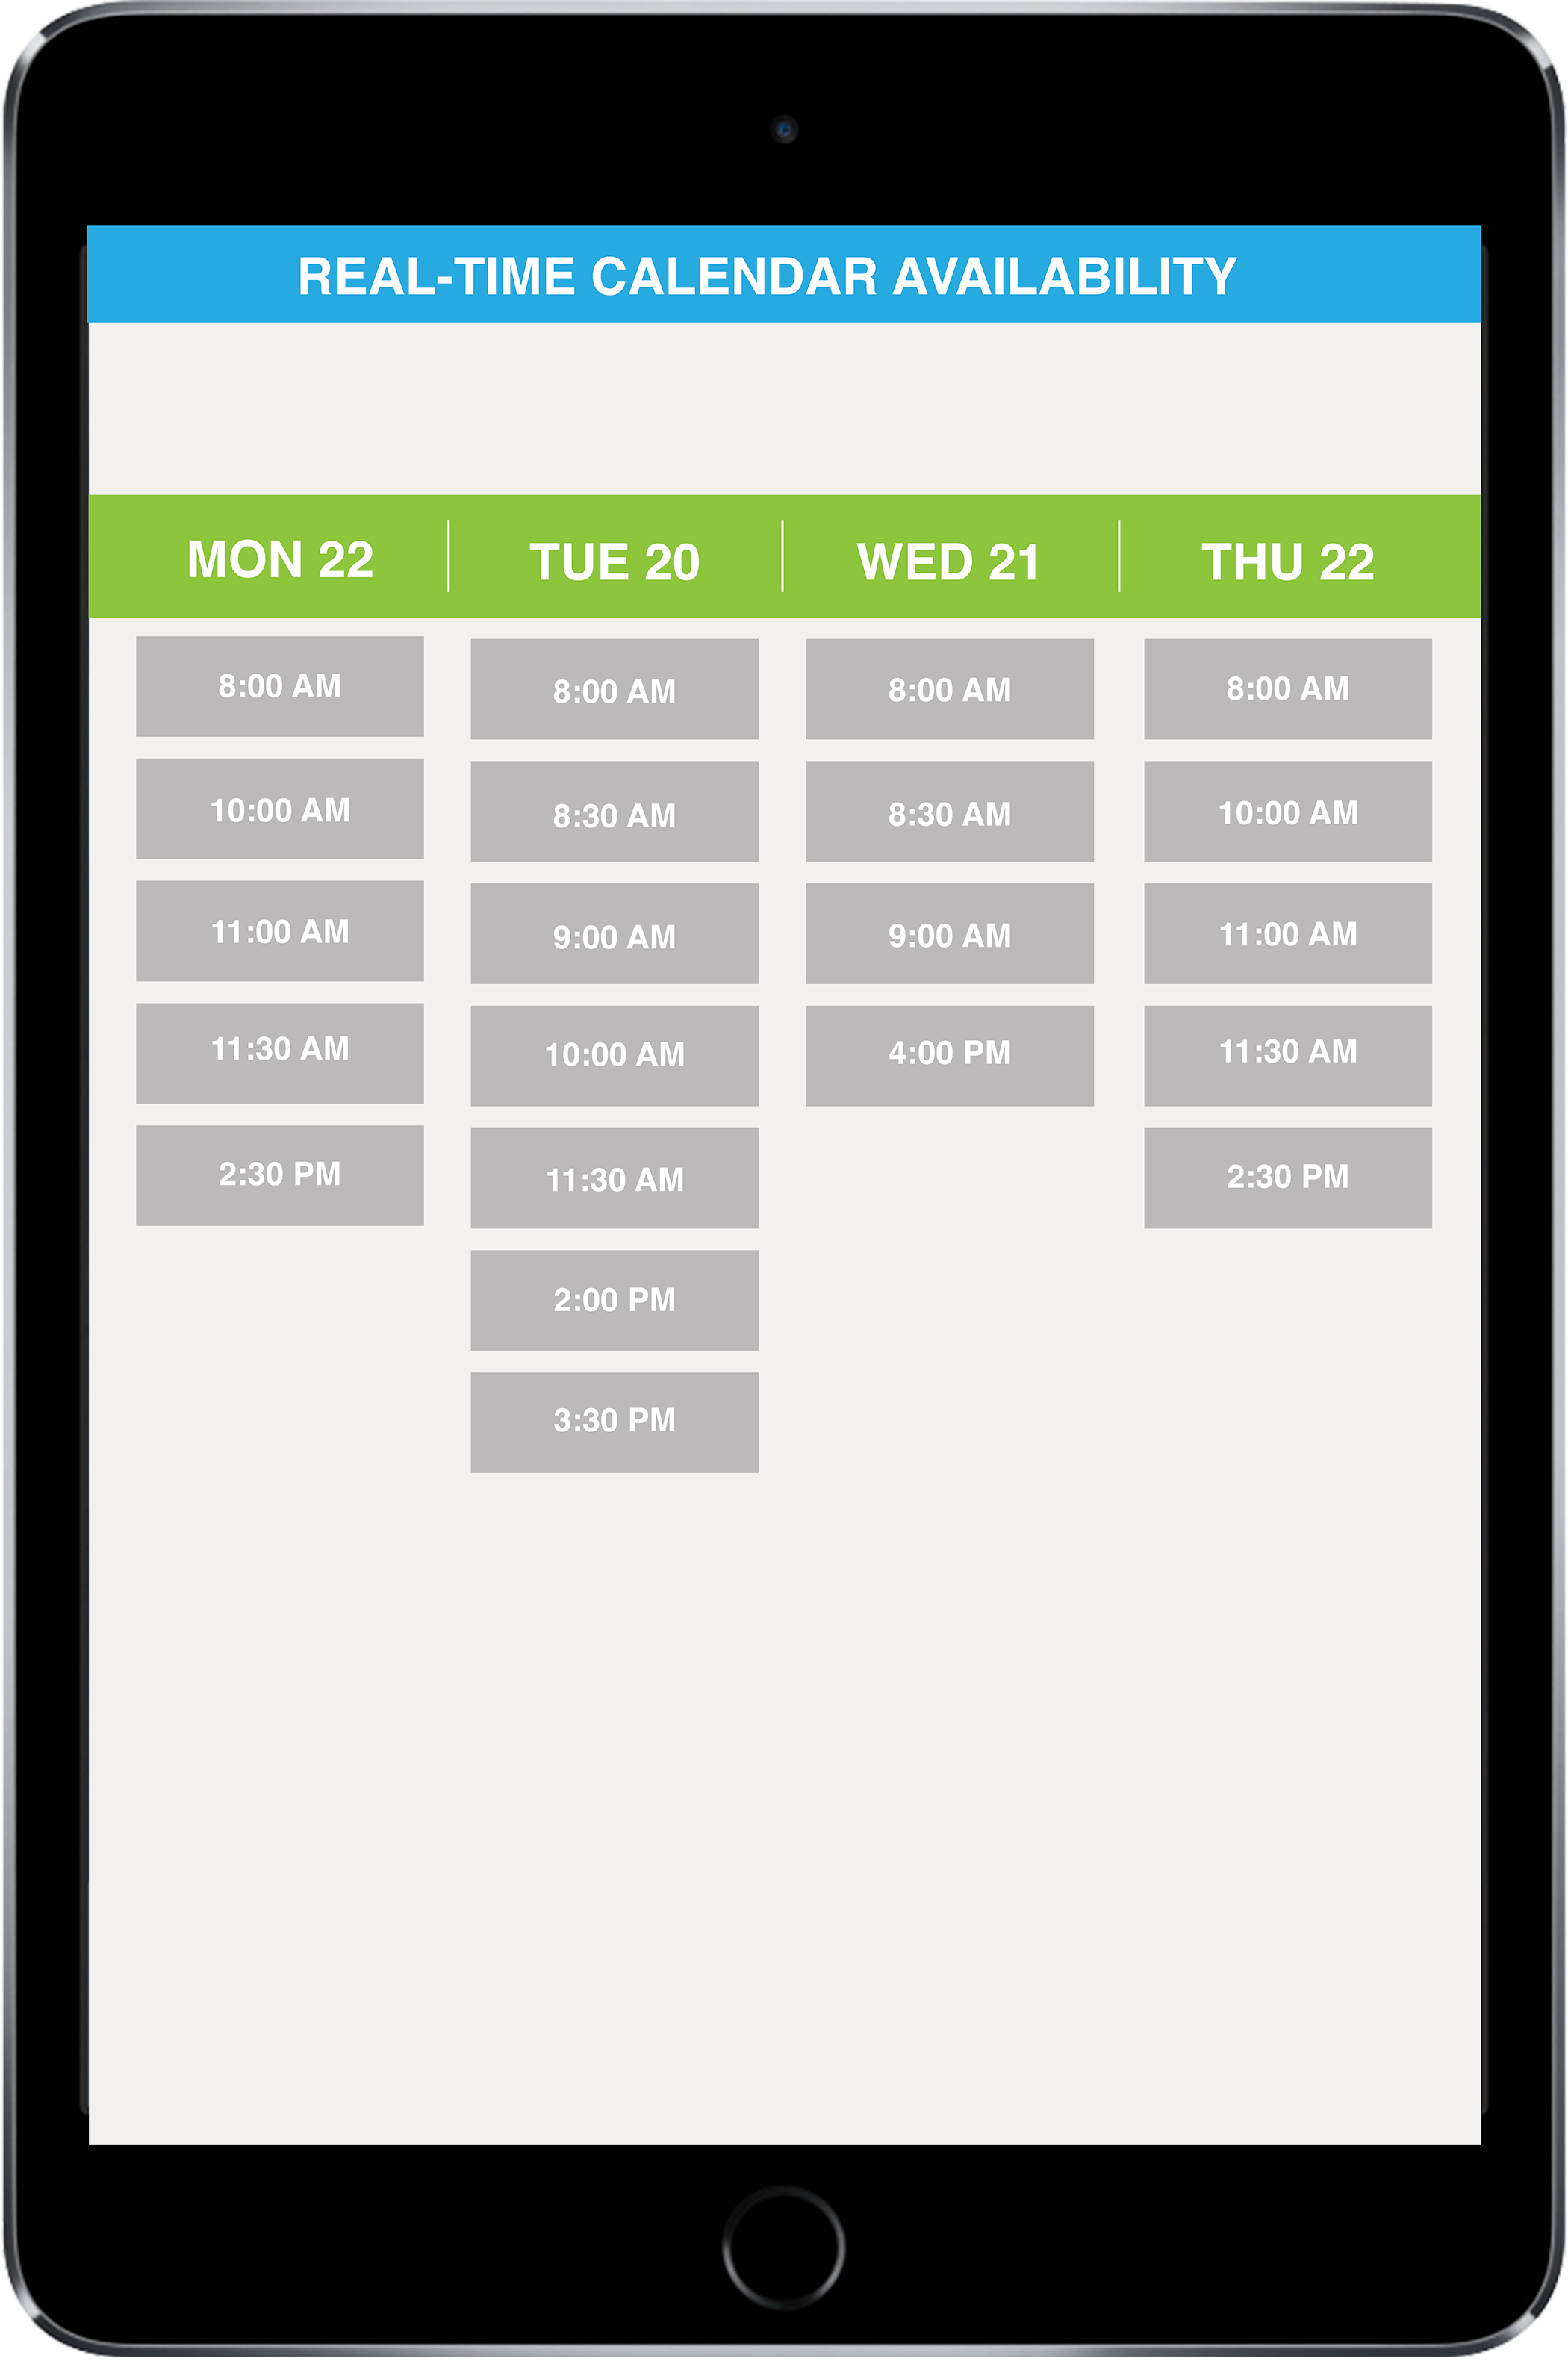 REAL-TIME CALENDAR AVAILABILITY
MON 22 TUE 20 WED 21 THU 22
8:00 AM 8:00 AM 8:00 AM 8:00 AM
10:00 AM 8:30 AM 8:30 AM 10:00 AM
11:00 AM 9:00 AM 9:00 AM 11:00 AM
11:30 AM 10:00 AM 4:00 PM 11:30 AM
2:30 PM 11:30 AM 2:30 PM
2:00 PM
3:30 PM